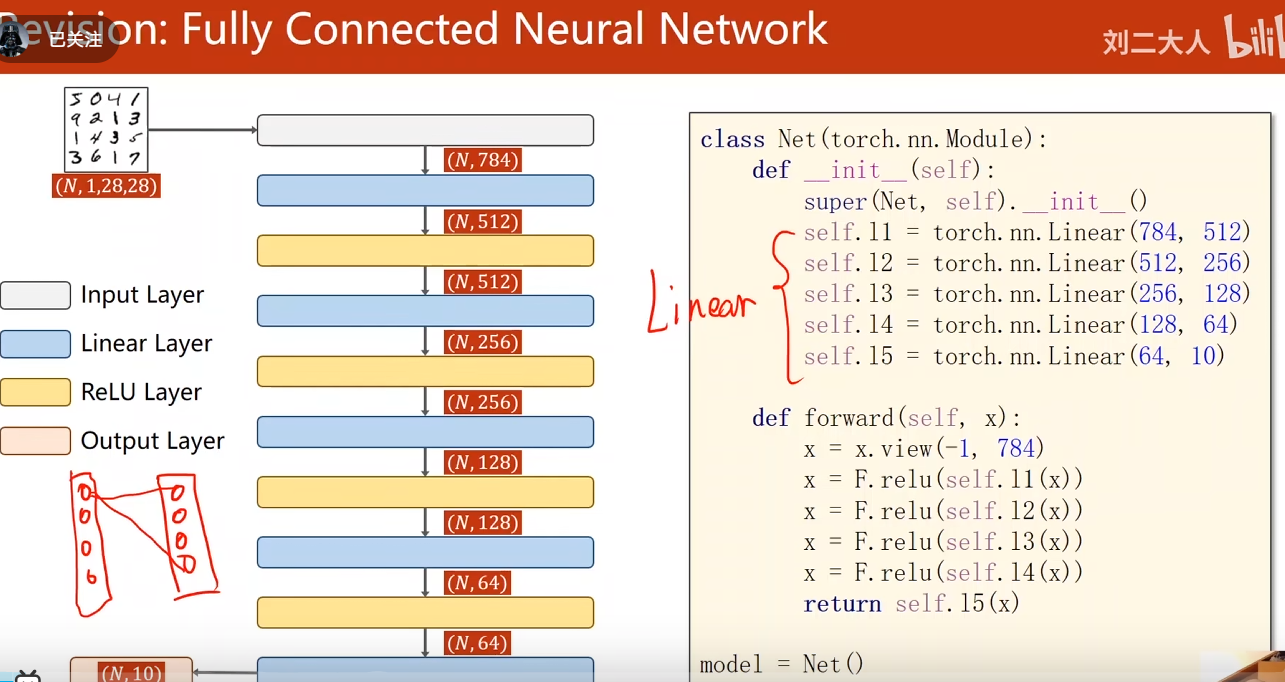 已关注
Revision: Fully Connected Neural Network
刘二大人
bili
5 0 4 1
9 2 1 3
1 4 3 5
3 6 1 7
(N, 1,28,28)
(N, 784)
(N, 512)
(N, 512)
(N, 256)
(N, 256)
(N, 128)
(N, 128)
(N, 64)
(N, 64)
(N, 10)
Input Layer
Linear Layer
ReLU Layer
Output Layer
Linear
class Net(torch.nn.Module):
def __init__(self):
super(Net, self).__init__()
self.l1 = torch.nn.Linear(784, 512)
self.l2 = torch.nn.Linear(512, 256)
self.l3 = torch.nn.Linear(256, 128)
self.l4 = torch.nn.Linear(128, 64)
self.l5 = torch.nn.Linear(64, 10)
def forward(self, x):
x = x.view(-1, 784)
x = F.relu(self.l1(x))
x = F.relu(self.l2(x))
x = F.relu(self.l3(x))
x = F.relu(self.l4(x))
return self.l5(x)
model = Net()